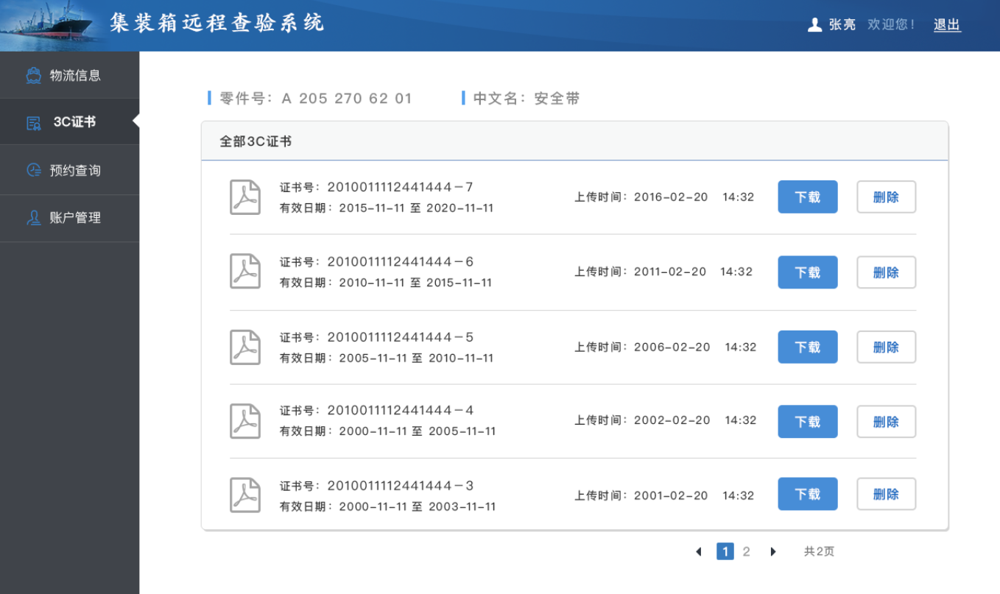 集装箱远程查验系统
张亮 欢迎您！ 退出
物流信息
3C证书
预约查询
账户管理
零件号：A 205 270 62 01 中文名：安全带
全部3C证书
证书号：2010011112441444－7
有效日期：2015-11-11 至 2020-11-11
上传时间：2016-02-20 14:32 下载 删除
证书号：2010011112441444－6
有效日期：2010-11-11 至 2015-11-11
上传时间：2011-02-20 14:32 下载 删除
证书号：2010011112441444－5
有效日期：2005-11-11 至 2010-11-11
上传时间：2006-02-20 14:32 下载 删除
证书号：2010011112441444－4
有效日期：2000-11-11 至 2005-11-11
上传时间：2002-02-20 14:32 下载 删除
证书号：2010011112441444－3
有效日期：2000-11-11 至 2003-11-11
上传时间：2001-02-20 14:32 下载 删除
1 2 共2页